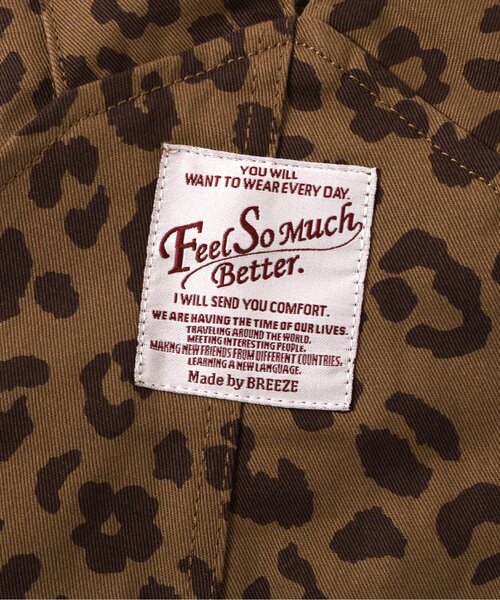 YOU WILL
WANT TO WEAR EVERY DAY.
Feel So Much
Better.
I WILL SEND YOU COMFORT.
WE ARE HAVING THE TIME OF OUR LIVES.
TRAVELING AROUND THE WORLD,
MEETING INTERESTING PEOPLE,
MAKING NEW FRIENDS FROM DIFFERENT COUNTRIES.
LEARNING A NEW LANGUAGE.
Made by BREEZE